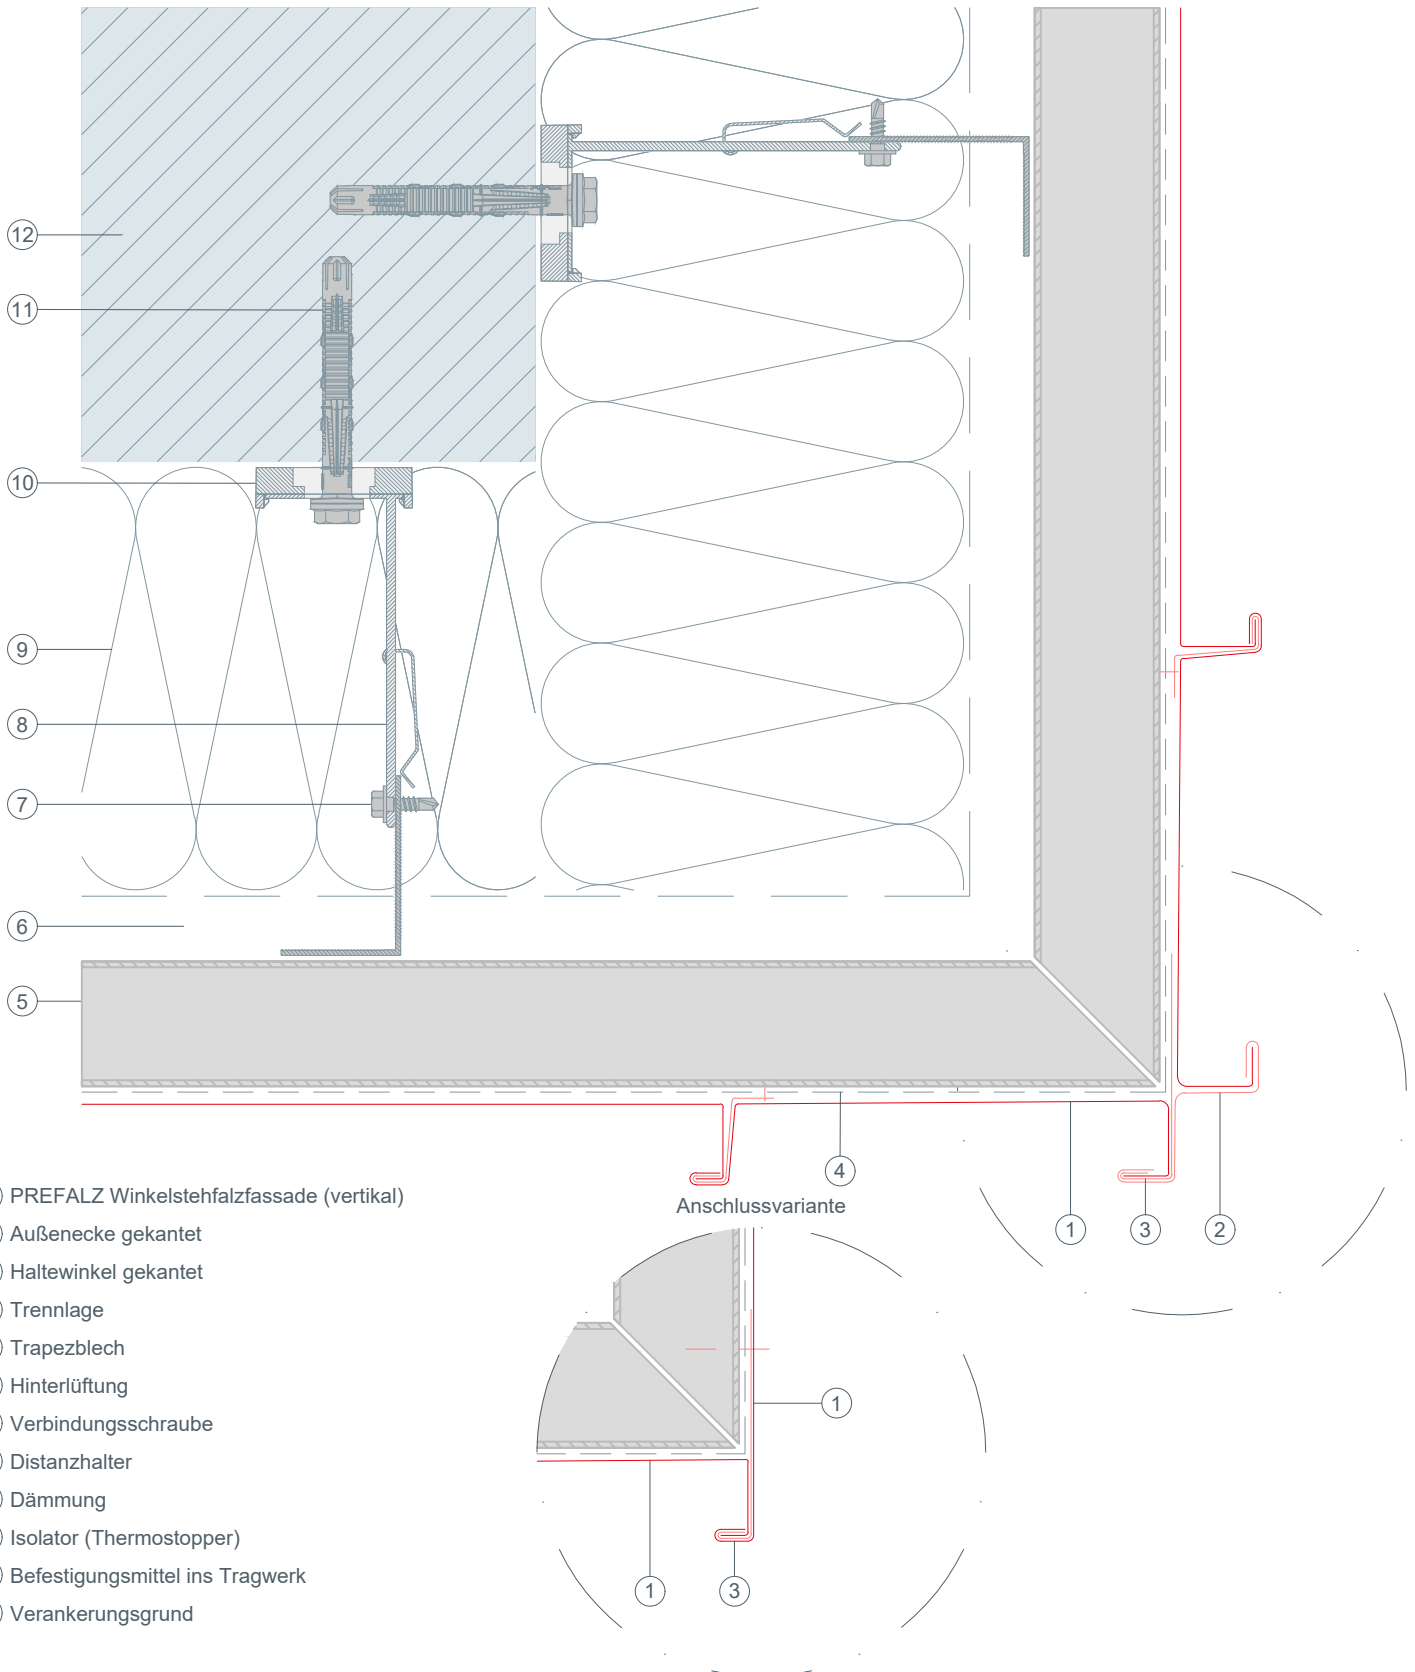 12
11
10
9
8
7
6
5
4
1
3
2
Anschlussvariante
1
1
3
) PREFALZ Winkelstehfalzfassade (vertikal)
) Außenecke gekantet
) Haltewinkel gekantet
) Trennlage
) Trapezblech
) Hinterlüftung
) Verbindungsschraube
) Distanzhalter
) Dämmung
) Isolator (Thermostopper)
) Befestigungsmittel ins Tragwerk
) Verankerungsgrund